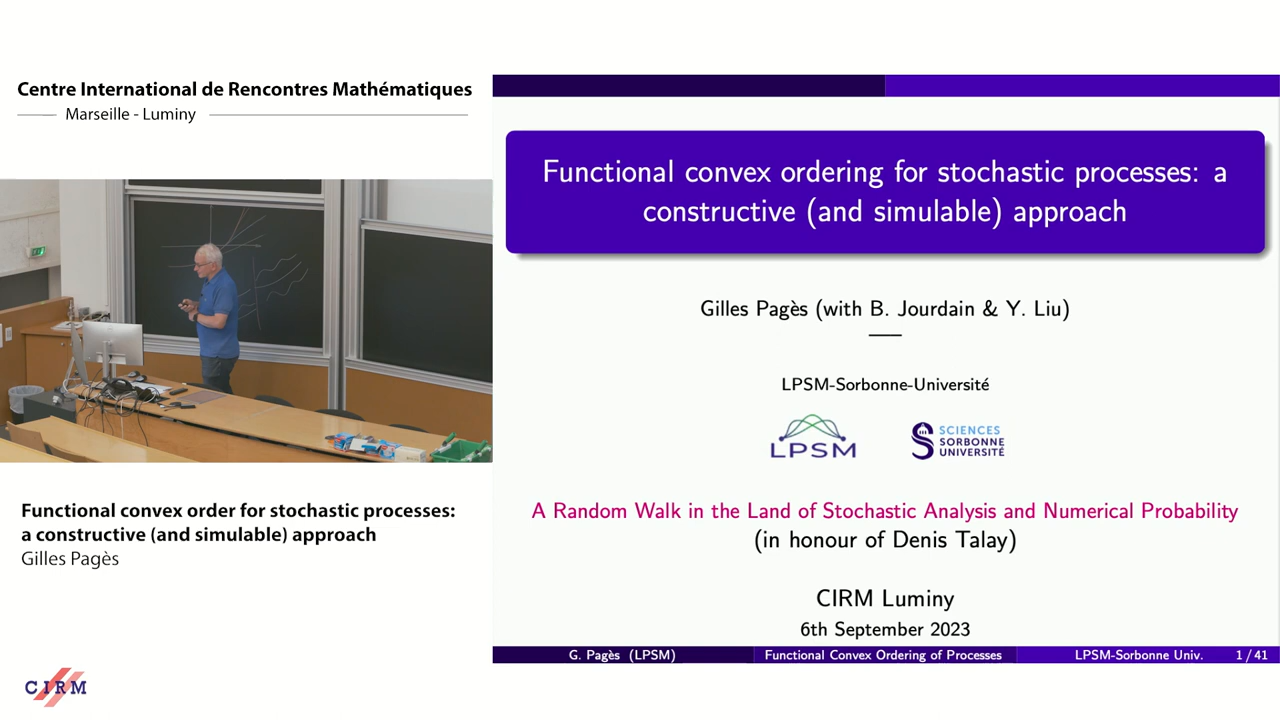 Centre International de Rencontres Mathématiques
Marseille - Luminy
Functional convex order for stochastic processes:
a constructive (and simulable) approach
Gilles Pagès
CIRM
Functional convex ordering for stochastic processes: a
constructive (and simulable) approach
Gilles Pagès (with B. Jourdain & Y. Liu)
LPSM-Sorbonne-Université
LPSM
SCIENCES
SORBONNE
UNIVERSITÉ
A Random Walk in the Land of Stochastic Analysis and Numerical Probability
(in honour of Denis Talay)
CIRM Luminy
6th September 2023
G. Pagès (LPSM)
Functional Convex Ordering of Processes
LPSM-Sorbonne Univ.
1 / 41